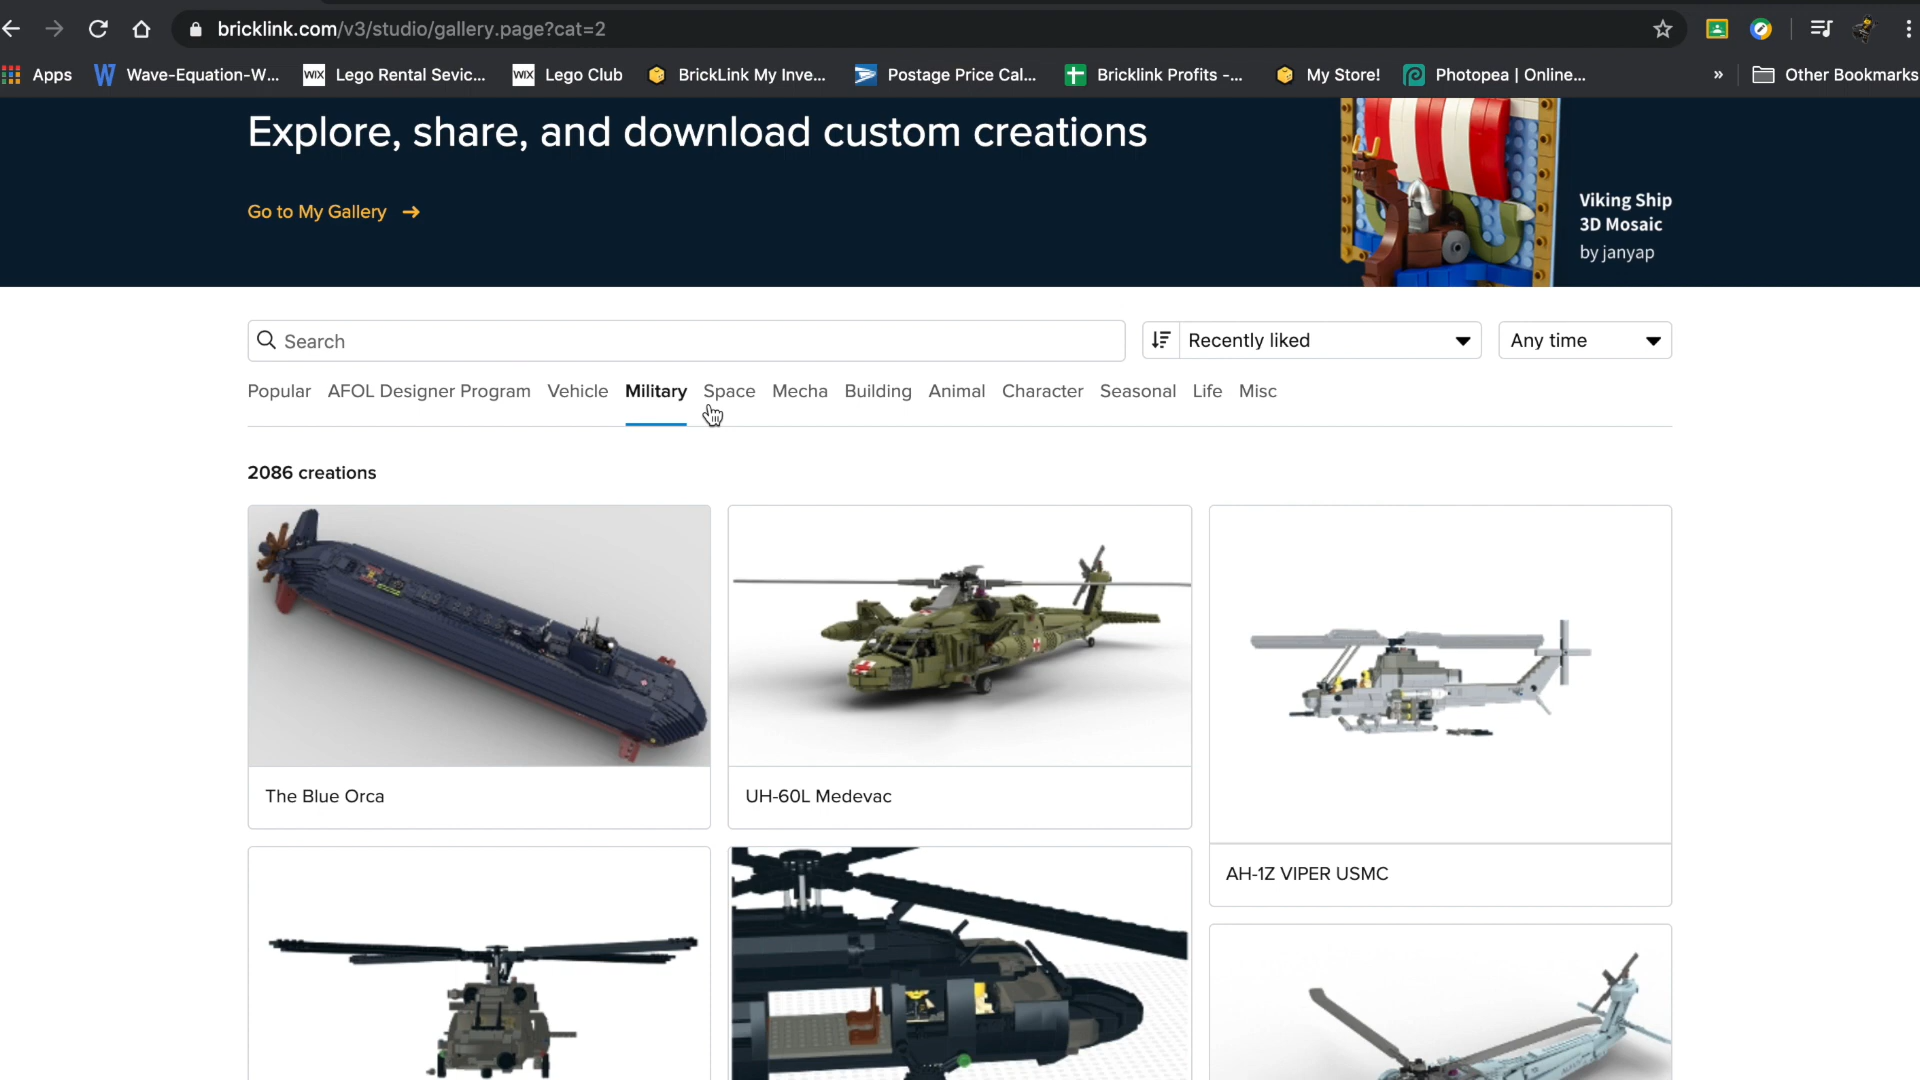 bricklink.com/v3/studio/gallery.page?cat=2
Apps Wave-Equation-W... Lego Rental Sevic... Lego Club BrickLink My Inve... Postage Price Cal... Bricklink Profits -... My Store! Photopea | Online... » Other Bookmarks
Explore, share, and download custom creations
Go to My Gallery →
Viking Ship
3D Mosaic
by janyap
Search Recently liked Any time
Popular AFOL Designer Program Vehicle Military Space Mecha Building Animal Character Seasonal Life Misc
2086 creations
The Blue Orca
UH-60L Medevac
AH-1Z VIPER USMC